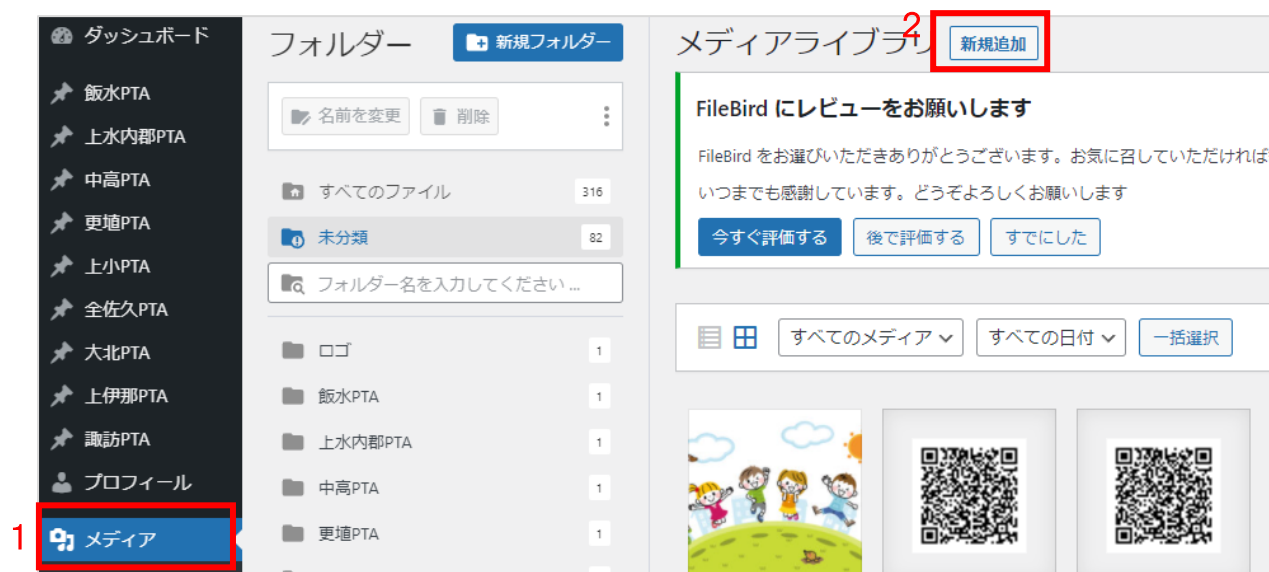 ダッシュボード
飯水PTA
上水内郡PTA
中高PTA
更埴PTA
上小PTA
全佐久PTA
大北PTA
上伊那PTA
諏訪PTA
プロフィール
1
メディア
フォルダー
新規フォルダー
名前を変更
削除
すべてのファイル 316
未分類 82
フォルダー名を入力してください ...
ロゴ 1
飯水PTA 1
上水内郡PTA 1
中高PTA 1
更埴PTA 1
メディアライブラリ
2
新規追加
FileBird にレビューをお願いします
FileBird をお選びいただきありがとうございます。お気に召していただければ
いつまでも感謝しています。どうぞよろしくお願いします
今すぐ評価する 後で評価する すでにした
すべてのメディア すべての日付 一括選択